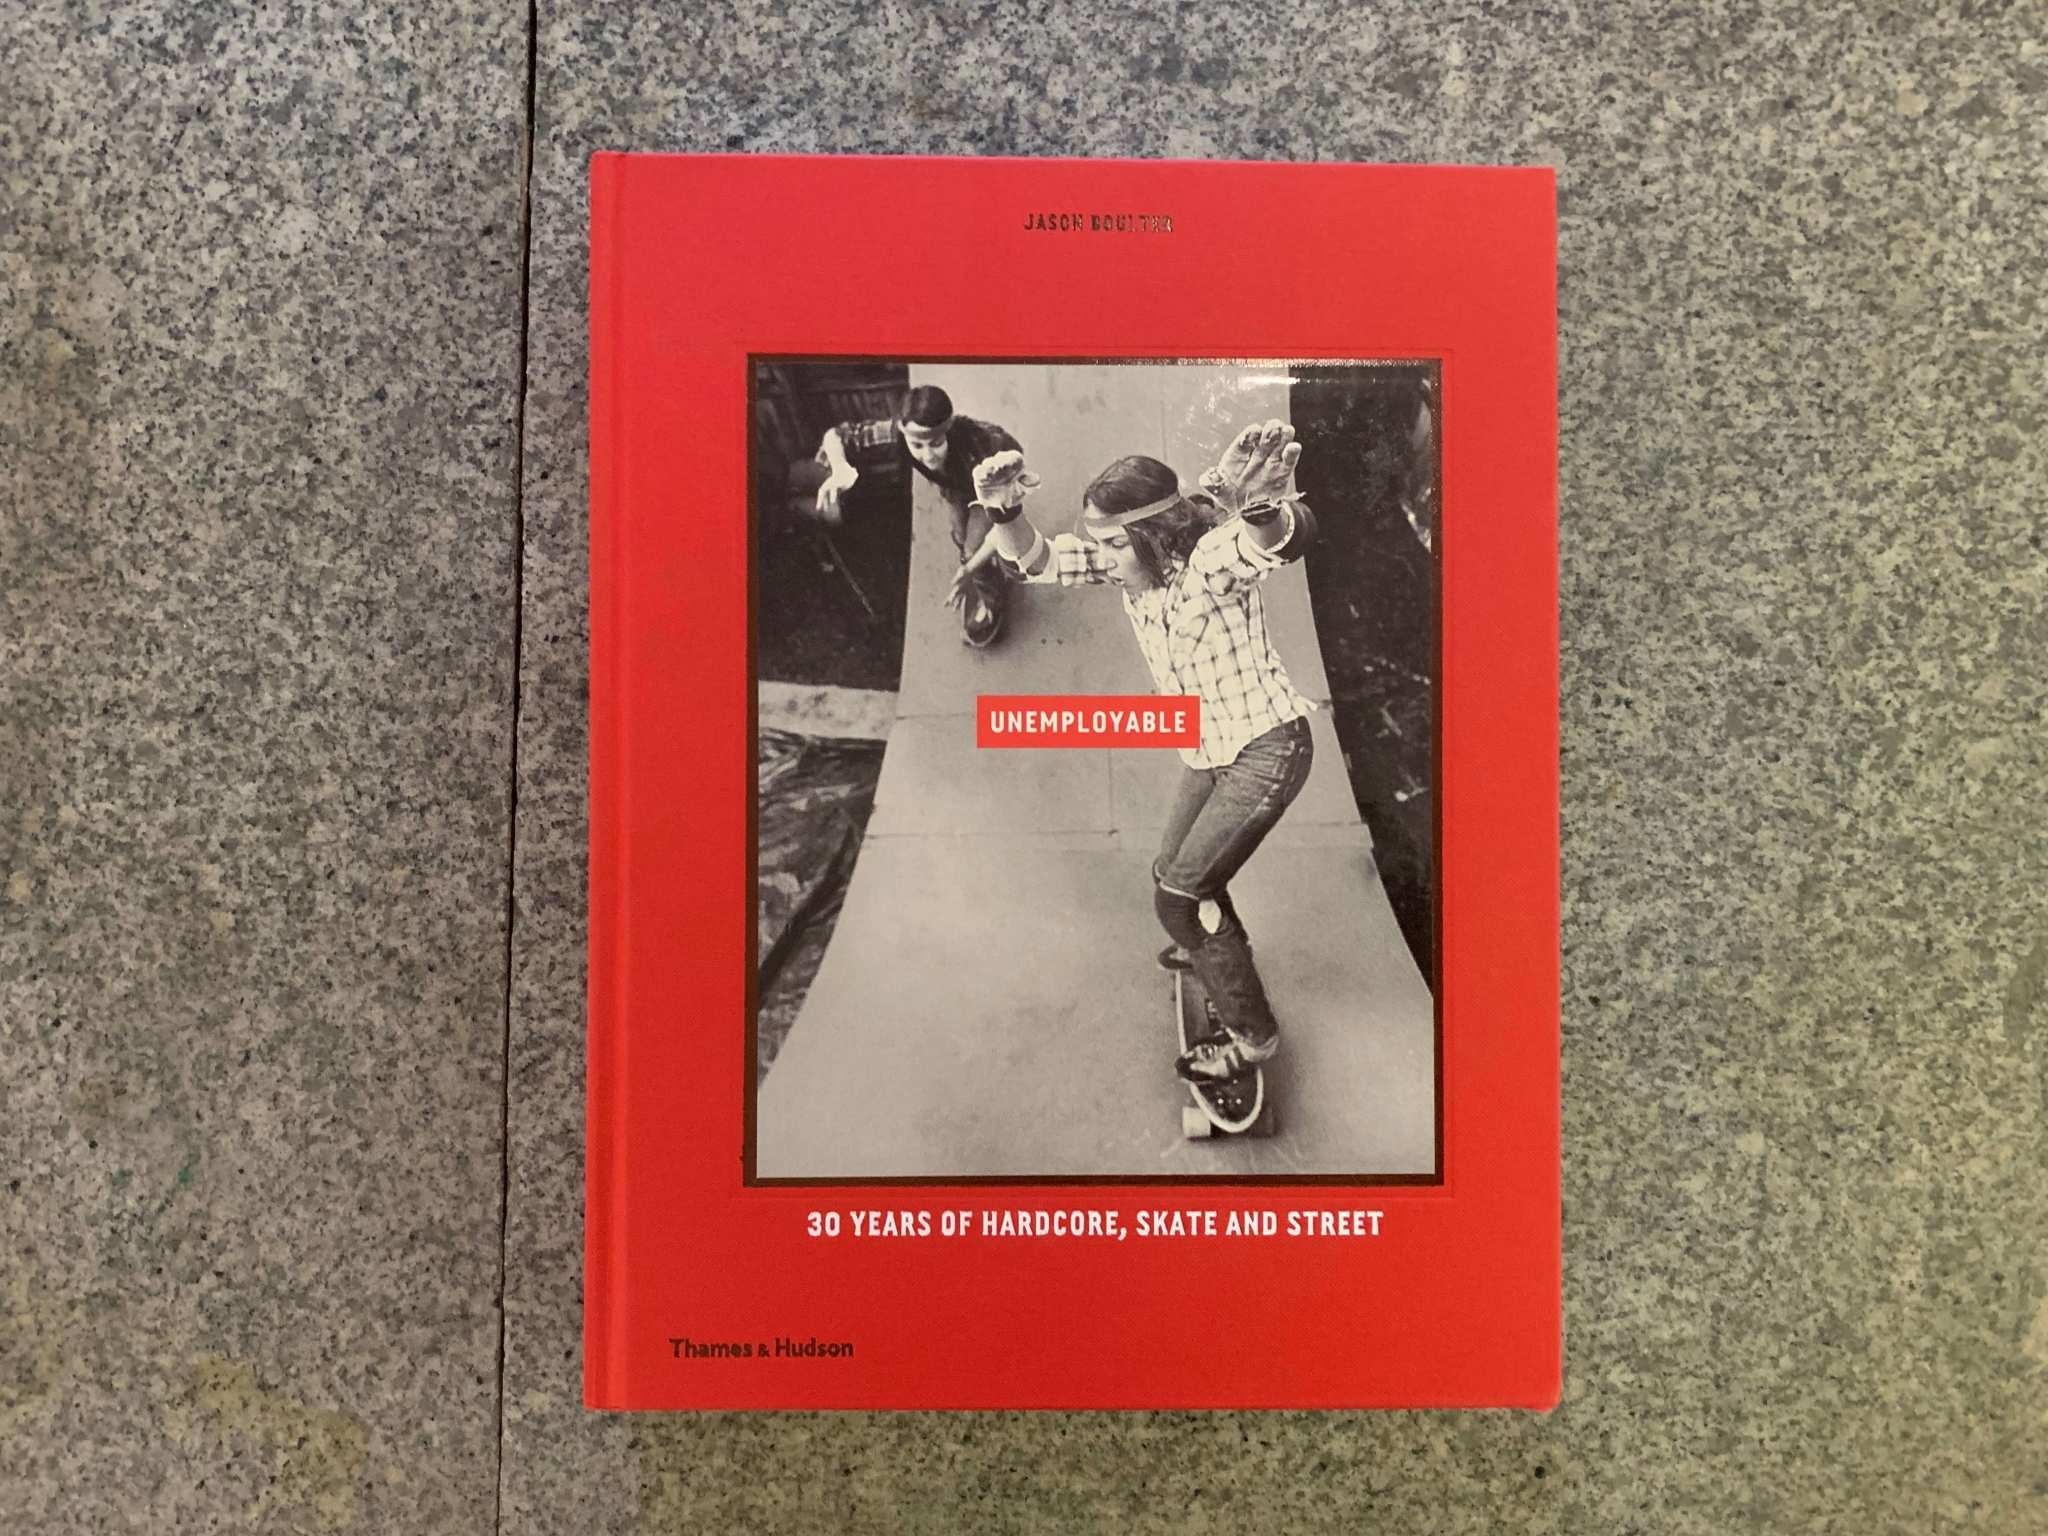 JASON BOULTER
UNEMPLOYABLE
30 YEARS OF HARDCORE, SKATE AND STREET
Thames & Hudson